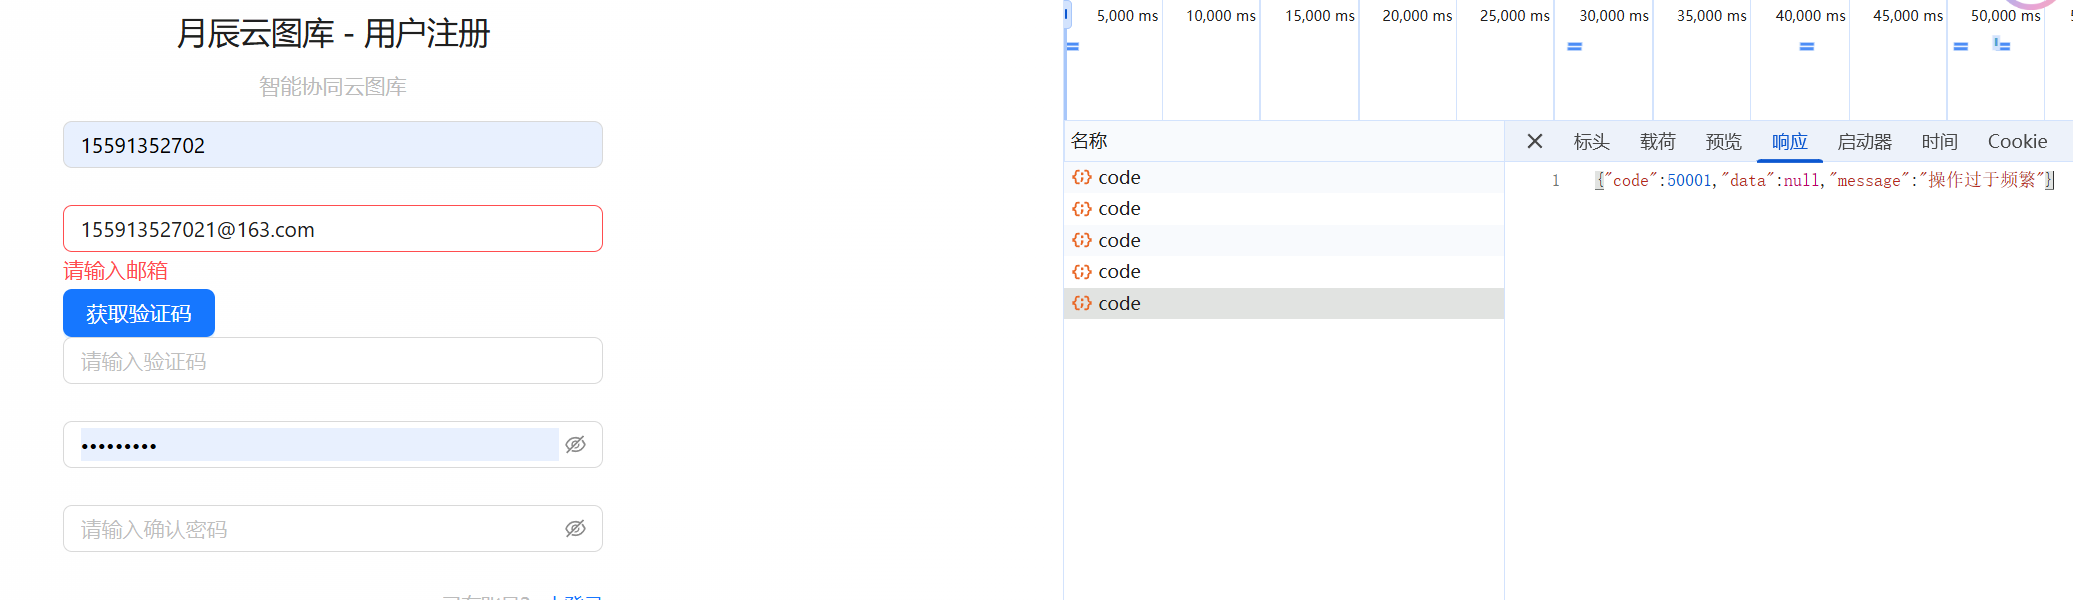 月辰云图库 - 用户注册
智能协同云图库
15591352702
155913527021@163.com
请输入邮箱
获取验证码
请输入验证码
•••••••••
请输入确认密码
5,000 ms 10,000 ms 15,000 ms 20,000 ms 25,000 ms 30,000 ms 35,000 ms 40,000 ms 45,000 ms 50,000 ms
名称
code
code
code
code
code
标头 载荷 预览 响应 启动器 时间 Cookie
1 {"code":50001,"data":null,"message":"操作过于频繁"}